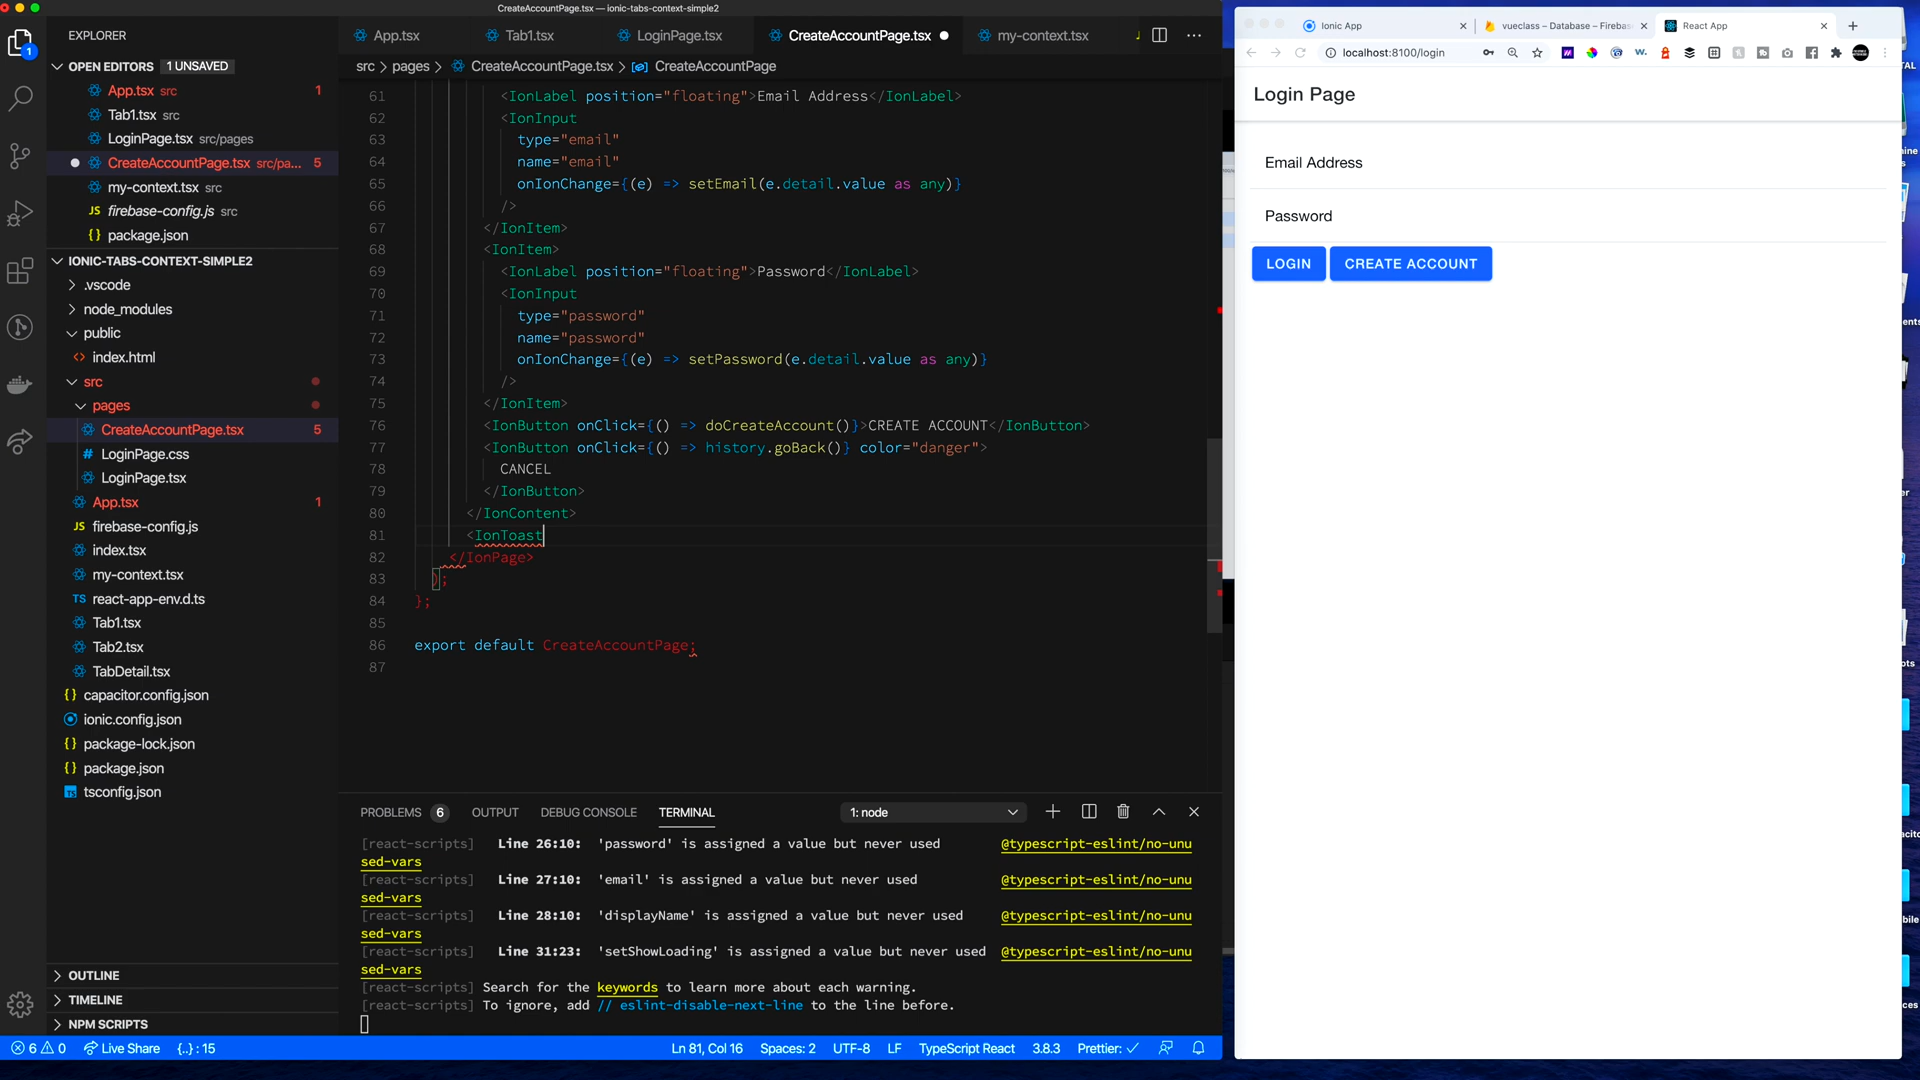 CreateAccountPage.tsx — ionic-tabs-context-simple2
EXPLORER
OPEN EDITORS 1 UNSAVED
App.tsx src 1
Tab1.tsx src
LoginPage.tsx src/pages
CreateAccountPage.tsx src/pa... 5
my-context.tsx src
JS firebase-config.js src
{} package.json
IONIC-TABS-CONTEXT-SIMPLE2
.vscode
node_modules
public
<> index.html
src
pages
CreateAccountPage.tsx 5
# LoginPage.css
LoginPage.tsx
App.tsx 1
JS firebase-config.js
index.tsx
my-context.tsx
TS react-app-env.d.ts
Tab1.tsx
Tab2.tsx
TabDetail.tsx
{} capacitor.config.json
ionic.config.json
{} package-lock.json
{} package.json
TS tsconfig.json
OUTLINE
TIMELINE
NPM SCRIPTS
1
App.tsx Tab1.tsx LoginPage.tsx CreateAccountPage.tsx my-context.tsx
src > pages > CreateAccountPage.tsx > CreateAccountPage
61 <IonLabel position="floating">Email Address</IonLabel>
62 <IonInput
63 type="email"
64 name="email"
65 onIonChange={(e) => setEmail(e.detail.value as any)}
66 />
67 </IonItem>
68 <IonItem>
69 <IonLabel position="floating">Password</IonLabel>
70 <IonInput
71 type="password"
72 name="password"
73 onIonChange={(e) => setPassword(e.detail.value as any)}
74 />
75 </IonItem>
76 <IonButton onClick={() => doCreateAccount()}>CREATE ACCOUNT</IonButton>
77 <IonButton onClick={() => history.goBack()} color="danger">
78 CANCEL
79 </IonButton>
80 </IonContent>
81 <IonToast
82 </IonPage>
83 );
84 };
85
86 export default CreateAccountPage;
87
PROBLEMS 6 OUTPUT DEBUG CONSOLE TERMINAL 1: node
[react-scripts] Line 26:10: 'password' is assigned a value but never used @typescript-eslint/no-unu
sed-vars
[react-scripts] Line 27:10: 'email' is assigned a value but never used @typescript-eslint/no-unu
sed-vars
[react-scripts] Line 28:10: 'displayName' is assigned a value but never used @typescript-eslint/no-unu
sed-vars
[react-scripts] Line 31:23: 'setShowLoading' is assigned a value but never used @typescript-eslint/no-unu
sed-vars
[react-scripts] Search for the keywords to learn more about each warning.
[react-scripts] To ignore, add // eslint-disable-next-line to the line before.
6 0 Live Share {..} : 15 Ln 81, Col 16 Spaces: 2 UTF-8 LF TypeScript React 3.8.3 Prettier: ✓
Ionic App vueclass – Database – Firebas React App
localhost:8100/login
Login Page
Email Address
Password
LOGIN CREATE ACCOUNT